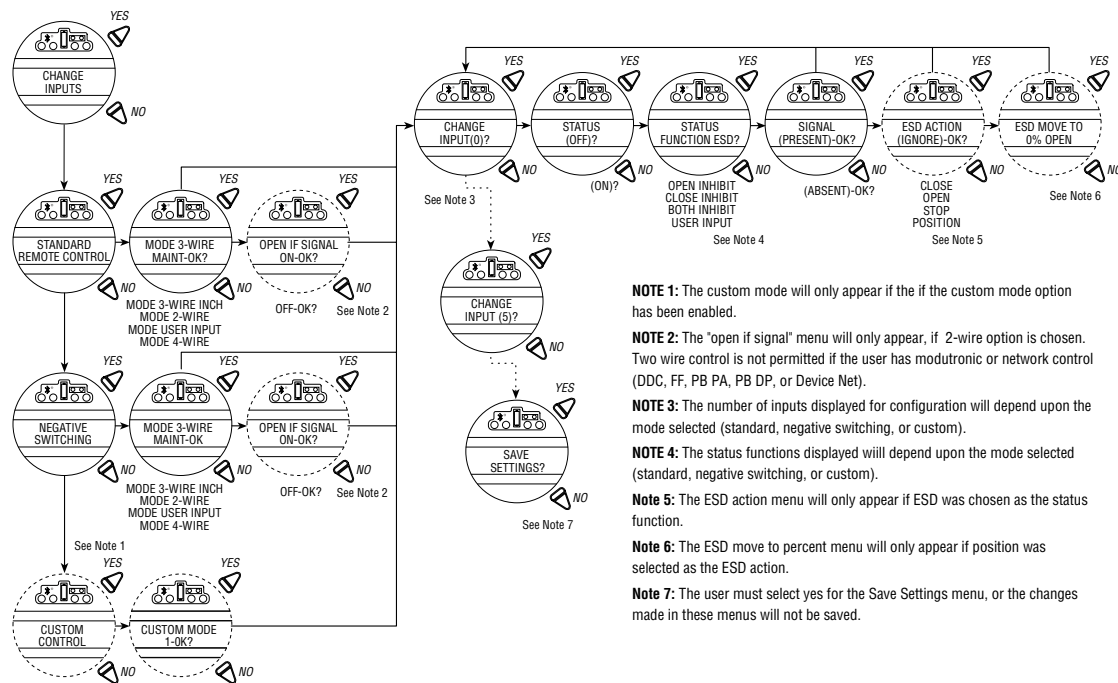 YES
CHANGE
INPUTS
NO
YES
STANDARD
REMOTE CONTROL
NO
YES
MODE 3-WIRE
MAINT-OK?
NO
MODE 3-WIRE INCH
MODE 2-WIRE
MODE USER INPUT
MODE 4-WIRE
YES
OPEN IF SIGNAL
ON-OK?
NO
OFF-OK?
See Note 2
YES
NEGATIVE
SWITCHING
NO
YES
MODE 3-WIRE
MAINT-OK
NO
MODE 3-WIRE INCH
MODE 2-WIRE
MODE USER INPUT
MODE 4-WIRE
YES
OPEN IF SIGNAL
ON-OK?
NO
OFF-OK?
See Note 2
See Note 1
YES
CUSTOM
CONTROL
NO
YES
CUSTOM MODE
1-OK?
NO
YES
CHANGE
INPUT(0)?
NO
See Note 3
YES
STATUS
(OFF)?
NO
(ON)?
YES
STATUS
FUNCTION ESD?
NO
OPEN INHIBIT
CLOSE INHIBIT
BOTH INHIBIT
USER INPUT
See Note 4
YES
SIGNAL
(PRESENT)-OK?
NO
(ABSENT)-OK?
YES
ESD ACTION
(IGNORE)-OK?
NO
CLOSE
OPEN
STOP
POSITION
See Note 5
YES
ESD MOVE TO
0% OPEN
NO
See Note 6
YES
CHANGE
INPUT (5)?
NO
YES
SAVE
SETTINGS?
NO
See Note 7
NOTE 1: The custom mode will only appear if the if the custom mode option
has been enabled.
NOTE 2: The "open if signal" menu will only appear, if 2-wire option is chosen.
Two wire control is not permitted if the user has modutronic or network control
(DDC, FF, PB PA, PB DP, or Device Net).
NOTE 3: The number of inputs displayed for configuration will depend upon the
mode selected (standard, negative switching, or custom).
NOTE 4: The status functions displayed wiill depend upon the mode selected
(standard, negative switching, or custom).
Note 5: The ESD action menu will only appear if ESD was chosen as the status
function.
Note 6: The ESD move to percent menu will only appear if position was
selected as the ESD action.
Note 7: The user must select yes for the Save Settings menu, or the changes
made in these menus will not be saved.